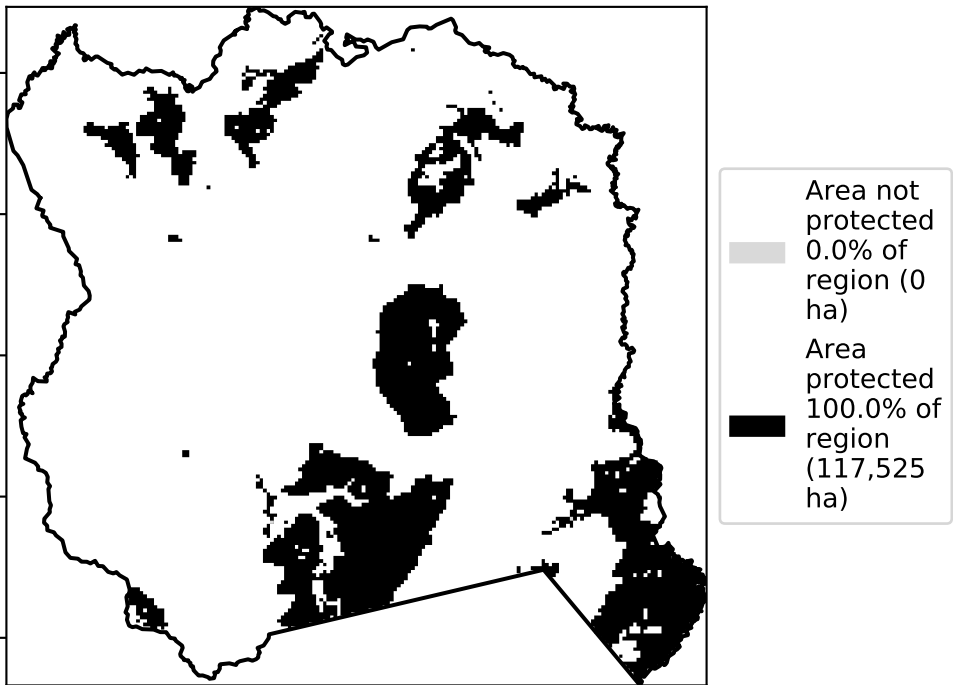 Area not
protected
0.0% of
region (0
ha)
Area
protected
100.0% of
region
(117,525
ha)